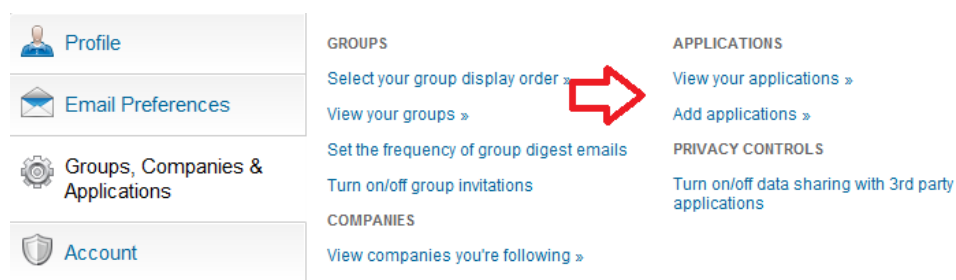 Profile
Email Preferences
Groups, Companies &
Applications
Account
GROUPS
Select your group display order »
View your groups »
Set the frequency of group digest emails
Turn on/off group invitations
COMPANIES
View companies you're following »
APPLICATIONS
View your applications »
Add applications »
PRIVACY CONTROLS
Turn on/off data sharing with 3rd party
applications